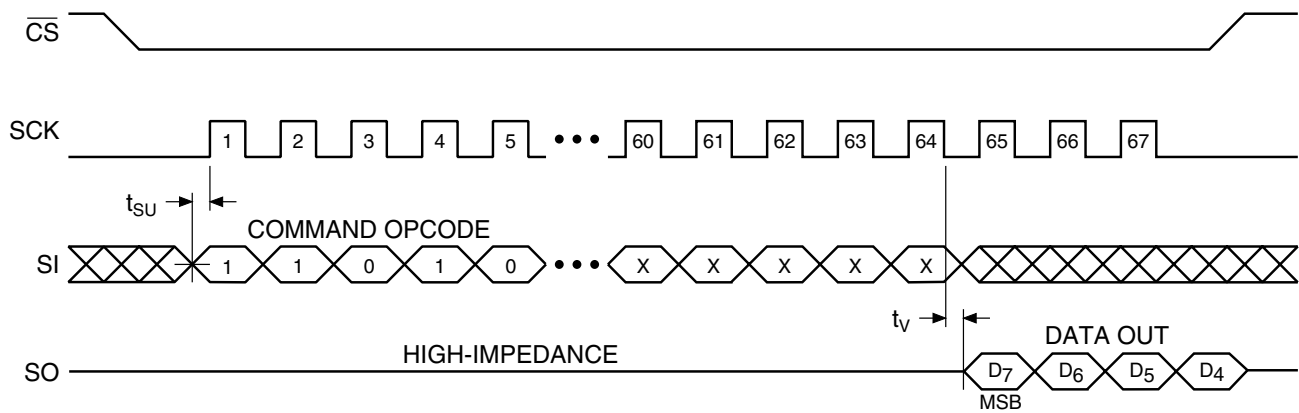 CS
SCK
1 2 3 4 5 ••• 60 61 62 63 64 65 66 67
tSU
COMMAND OPCODE
SI
1 1 0 1 0 ••• X X X X X
tV
HIGH-IMPEDANCE
DATA OUT
SO
D7 D6 D5 D4
MSB